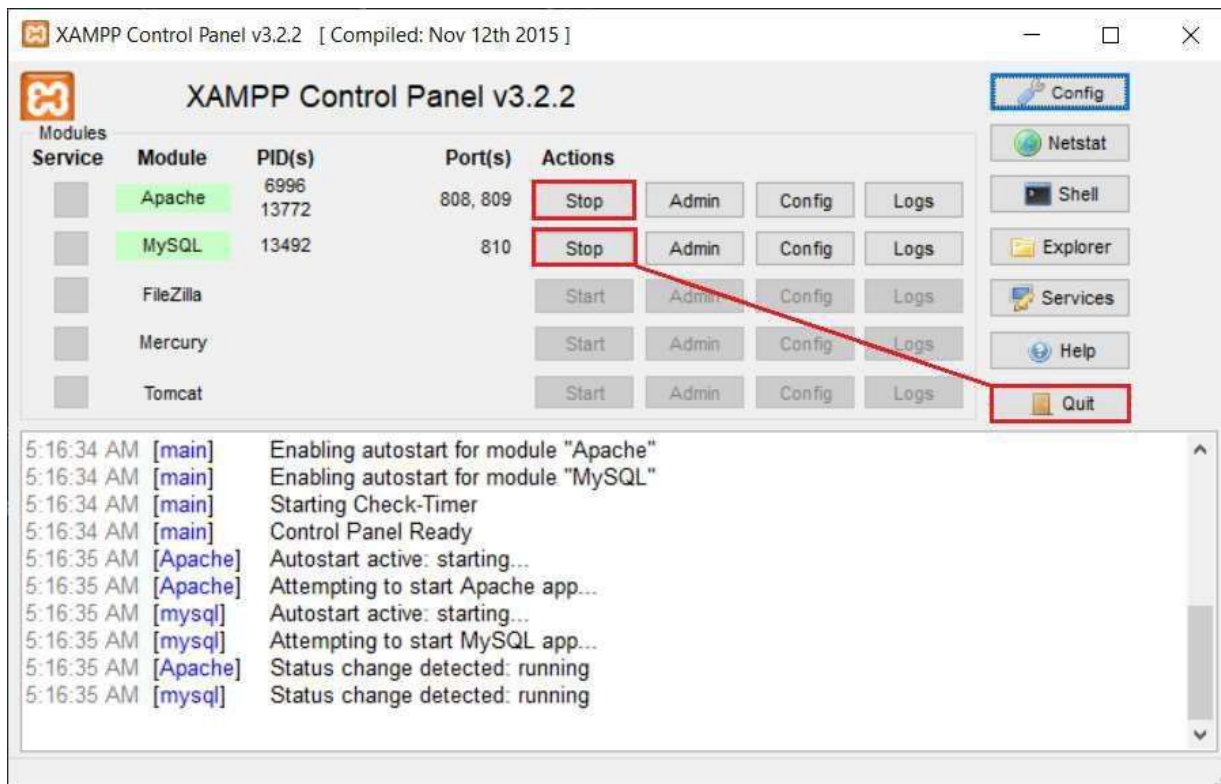 XAMPP Control Panel v3.2.2 [ Compiled: Nov 12th 2015 ]
XAMPP Control Panel v3.2.2
Config
Modules
Netstat
Service Module PID(s) Port(s) Actions
Apache 6996 13772 808, 809 Stop Admin Config Logs
Shell
MySQL 13492 810 Stop Admin Config Logs
Explorer
FileZilla Start Admin Config Logs
Services
Mercury Start Admin Config Logs
Help
Tomcat Start Admin Config Logs
Quit
5:16:34 AM [main] Enabling autostart for module "Apache"
5:16:34 AM [main] Enabling autostart for module "MySQL"
5:16:34 AM [main] Starting Check-Timer
5:16:34 AM [main] Control Panel Ready
5:16:35 AM [Apache] Autostart active: starting...
5:16:35 AM [Apache] Attempting to start Apache app...
5:16:35 AM [mysql] Autostart active: starting...
5:16:35 AM [mysql] Attempting to start MySQL app...
5:16:35 AM [Apache] Status change detected: running
5:16:35 AM [mysql] Status change detected: running